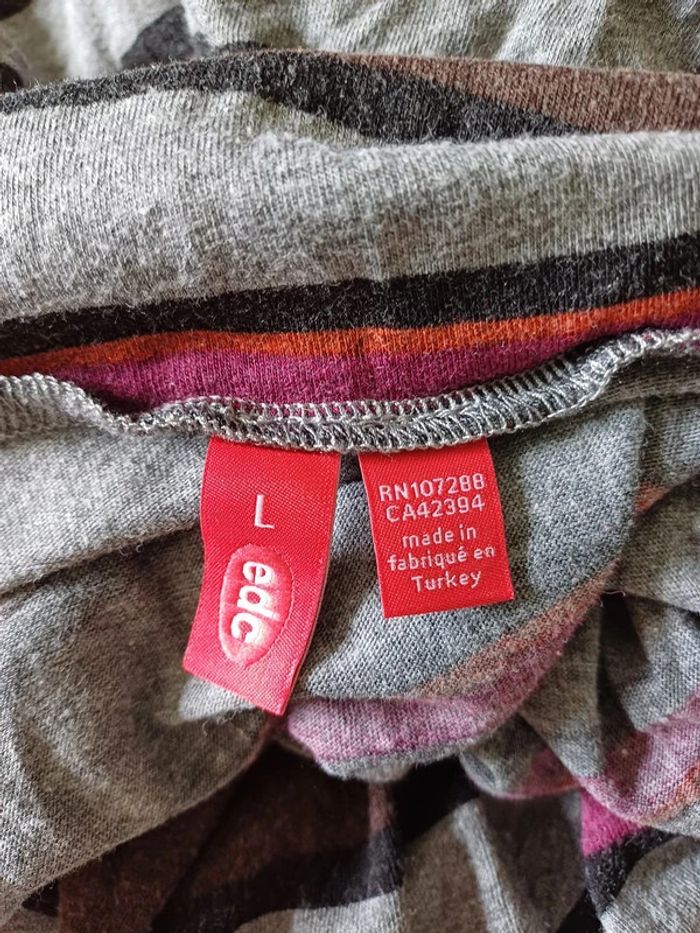 L
edc
RN107288
CA42394
made in
fabriqué en
Turkey